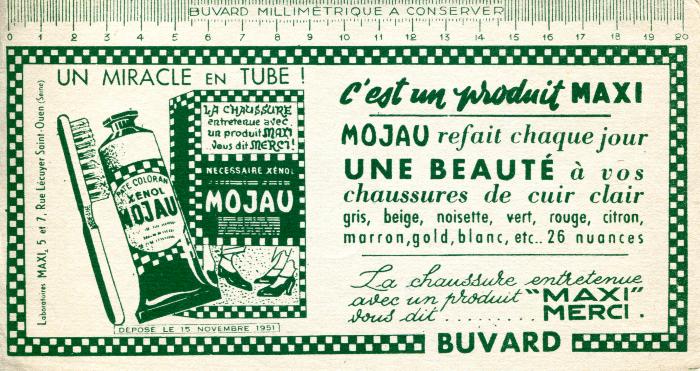 BUVARD MILLIMÉTRIQUE A CONSERVER
0 1 2 3 4 5 6 7 8 9 10 11 12 13 14 15 16 17 18 19 20
UN MIRACLE EN TUBE !
Laboratoires MAXI, 5 et 7, Rue Lécuyer Saint-Ouen (Seine)
PATE COLORAN
XENOL
MOJAU
LA CHAUSSURE
entretenue avec
un produit MAXI
vous dit MERCI!
NECESSAIRE XENOL
MOJAU
DÉPOSÉ LE 15 NOVEMBRE 1951
C'est un produit MAXI
MOJAU refait chaque jour
UNE BEAUTÉ à vos
chaussures de cuir clair
gris, beige, noisette, vert, rouge, citron,
marron, gold, blanc, etc.. 26 nuances
La chaussure entretenue
avec un produit "MAXI"
vous dit ......... MERCI.
BUVARD